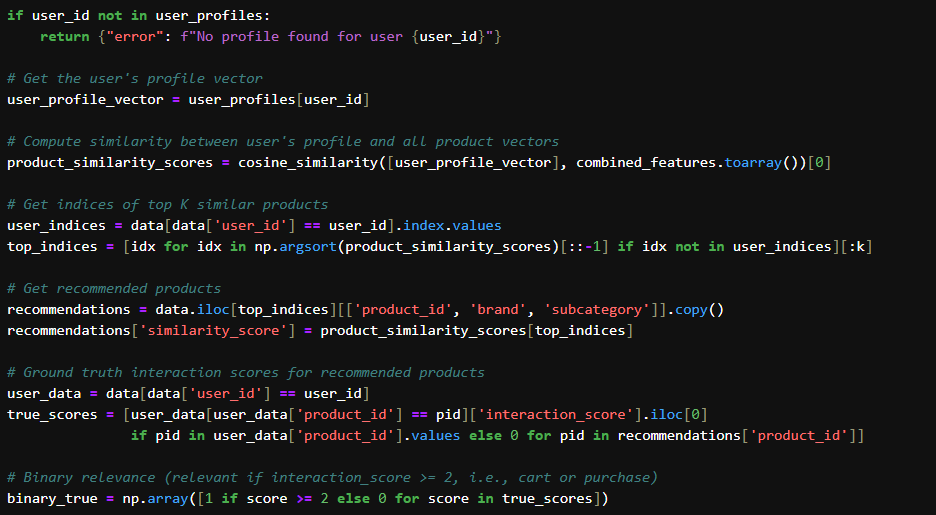 if user_id not in user_profiles:
    return {"error": f"No profile found for user {user_id}"}

# Get the user's profile vector
user_profile_vector = user_profiles[user_id]

# Compute similarity between user's profile and all product vectors
product_similarity_scores = cosine_similarity([user_profile_vector], combined_features.toarray())[0]

# Get indices of top K similar products
user_indices = data[data['user_id'] == user_id].index.values
top_indices = [idx for idx in np.argsort(product_similarity_scores)[::-1] if idx not in user_indices][:k]

# Get recommended products
recommendations = data.iloc[top_indices][['product_id', 'brand', 'subcategory']].copy()
recommendations['similarity_score'] = product_similarity_scores[top_indices]

# Ground truth interaction scores for recommended products
user_data = data[data['user_id'] == user_id]
true_scores = [user_data[user_data['product_id'] == pid]['interaction_score'].iloc[0]
               if pid in user_data['product_id'].values else 0 for pid in recommendations['product_id']]

# Binary relevance (relevant if interaction_score >= 2, i.e., cart or purchase)
binary_true = np.array([1 if score >= 2 else 0 for score in true_scores])